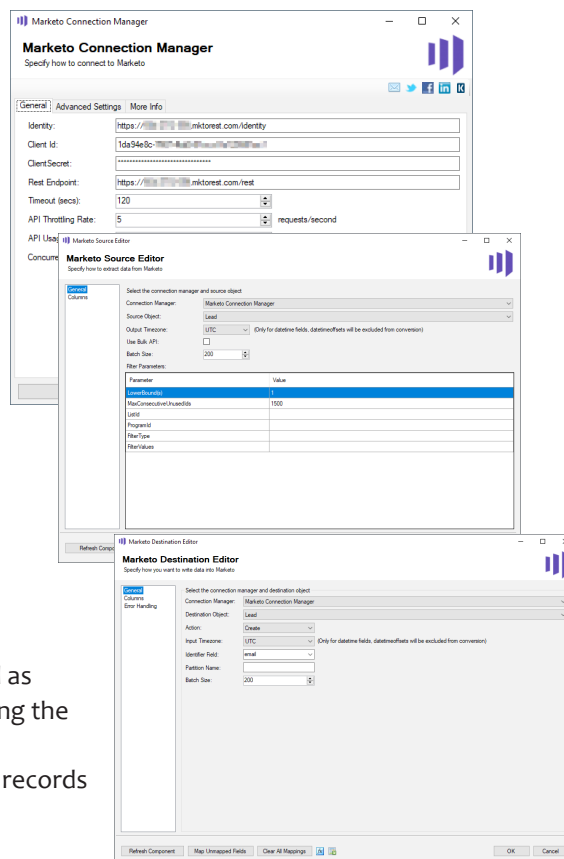 Marketo Connection Manager
Marketo Connection Manager
Specify how to connect to Marketo
General Advanced Settings More Info
Identity: https:// .mktorest.com/identity
Client Id: 1da94e8c-
ClientSecret: ********************************
Rest Endpoint: https:// .mktorest.com/rest
Timeout (secs): 120
API Throttling Rate: 5 requests/second
API Usag
Concurre
Marketo Source Editor
Marketo Source Editor
Specify how to extract data from Marketo
General
Columns
Select the connection manager and source object
Connection Manager: Marketo Connection Manager
Source Object: Lead
Output Timezone: UTC (Only for datetime fields, datetimeoffsets will be excluded from conversion)
Use Bulk API:
Batch Size: 200
Filter Parameters:
Parameter Value
LowerBound(s) 1
MaxConsecutiveUnusedIds 1500
ListId
ProgramId
FilterType
FilterValues
Refresh Compo
Marketo Destination Editor
Marketo Destination Editor
Specify how you want to write data into Marketo
General
Columns
Error Handling
Select the connection manager and destination object
Connection Manager: Marketo Connection Manager
Destination Object: Lead
Action: Create
Input Timezone: UTC (Only for datetime fields, datetimeoffsets will be excluded from conversion)
Identifier Field: email
Partition Name:
Batch Size: 200
Refresh Component Map Unmapped Fields Clear All Mappings OK Cancel
as
ng the
records